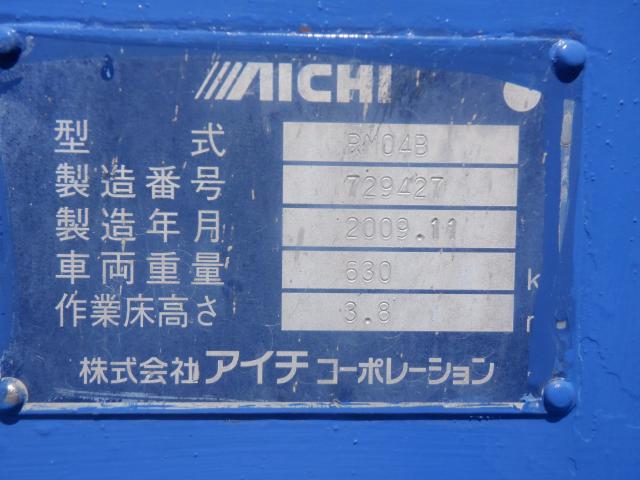 AICHI
型式 RM04B
製造番号 729427
製造年月 2009.11
車両重量 630 k
作業床高さ 3.8
株式会社アイチコーポレーション